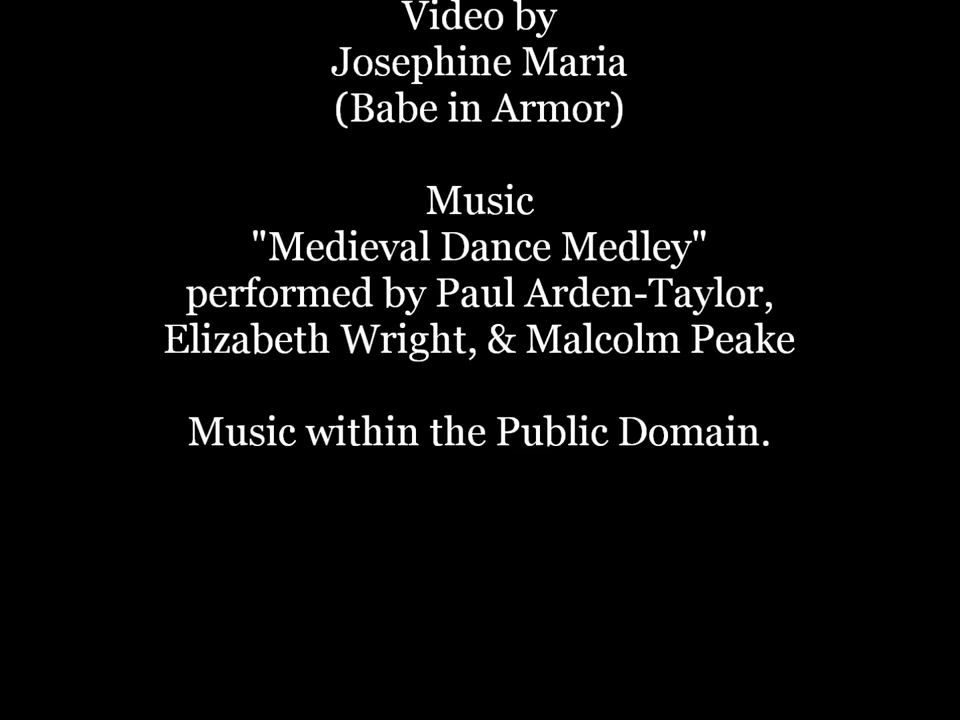 Video by
Josephine Maria
(Babe in Armor)
Music
"Medieval Dance Medley"
performed by Paul Arden-Taylor,
Elizabeth Wright, & Malcolm Peake
Music within the Public Domain.